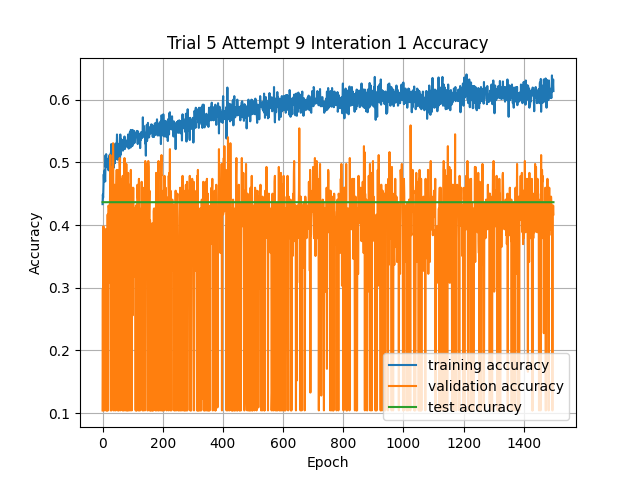 Trial 5 Attempt 9 Interation 1 Accuracy
0.6
0.5
0.4
0.3
0.2
0.1
Accuracy
training accuracy
validation accuracy
test accuracy
0 200 400 600 800 1000 1200 1400
Epoch